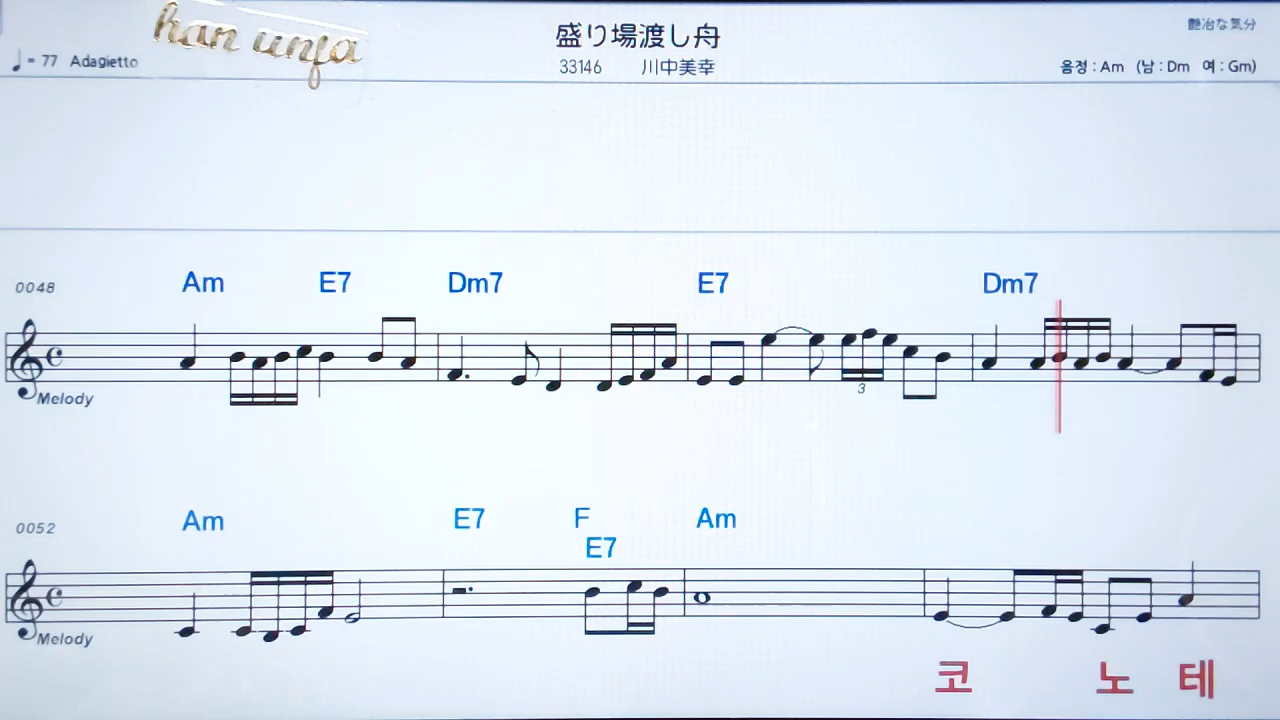 han unfa
盛り場渡し舟
艶冶な気分
♩= 77 Adagietto
33146 川中美幸
음정 : Am (남 : Dm 여 : Gm)
0048 Am E7 Dm7 E7 Dm7
3
Melody
0052 Am E7 F Am
E7
Melody
코 노 테